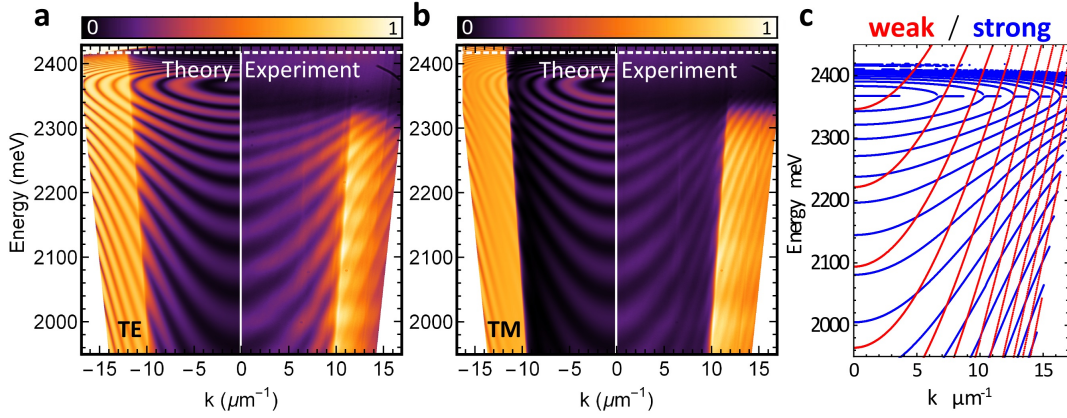 a
0 1
b
0 1
c
weak / strong
Theory Experiment
TE
2400
2300
2200
2100
2000
Energy (meV)
−15 −10 −5 0 5 10 15
k (μm⁻¹)
Theory Experiment
TM
2400
2300
2200
2100
2000
−15 −10 −5 0 5 10 15
k (μm⁻¹)
2400
2300
2200
2100
2000
Energy meV
0 5 10 15
k μm⁻¹